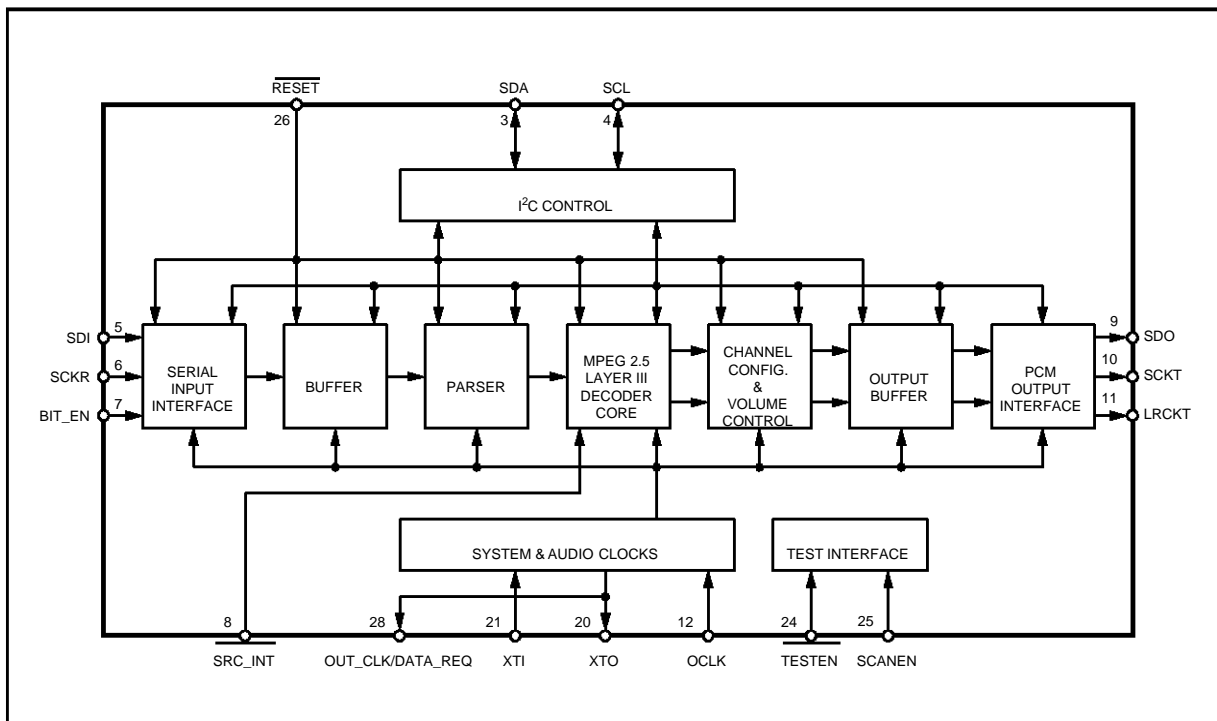 RESET
SDA
SCL
26
3
4
I²C CONTROL
SDI
5
SCKR
6
BIT_EN
7
SERIAL
INPUT
INTERFACE
BUFFER
PARSER
MPEG 2.5
LAYER III
DECODER
CORE
CHANNEL
CONFIG.
&
VOLUME
CONTROL
OUTPUT
BUFFER
PCM
OUTPUT
INTERFACE
9
SDO
10
SCKT
11
LRCKT
SYSTEM & AUDIO CLOCKS
TEST INTERFACE
8
28
21
20
12
24
25
SRC_INT
OUT_CLK/DATA_REQ
XTI
XTO
OCLK
TESTEN
SCANEN